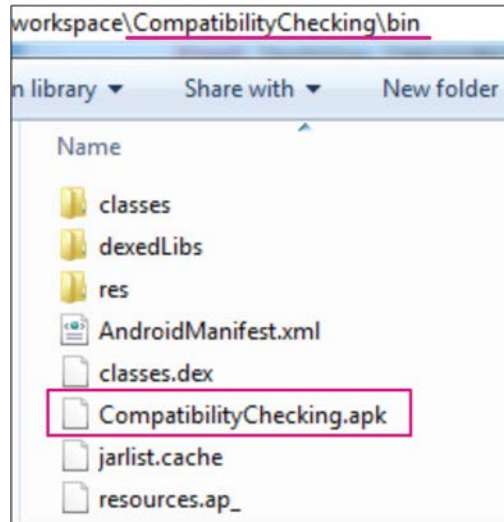 workspace\CompatibilityChecking\bin
n library Share with New folder
Name
classes
dexedLibs
res
AndroidManifest.xml
classes.dex
CompatibilityChecking.apk
jarlist.cache
resources.ap_